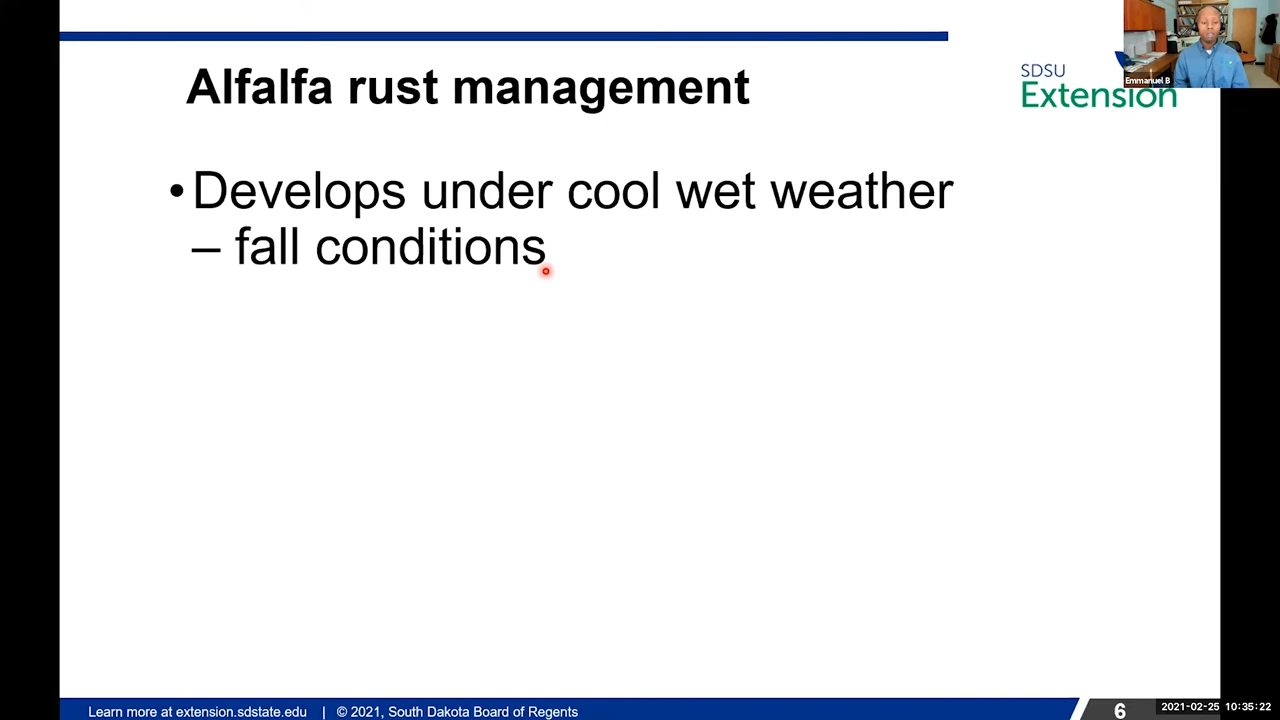 Alfalfa rust management
SDSU
Extension
Emmanuel B
•Develops under cool wet weather
– fall conditions
Learn more at extension.sdstate.edu | © 2021, South Dakota Board of Regents
6
2021-02-25 10:35:22